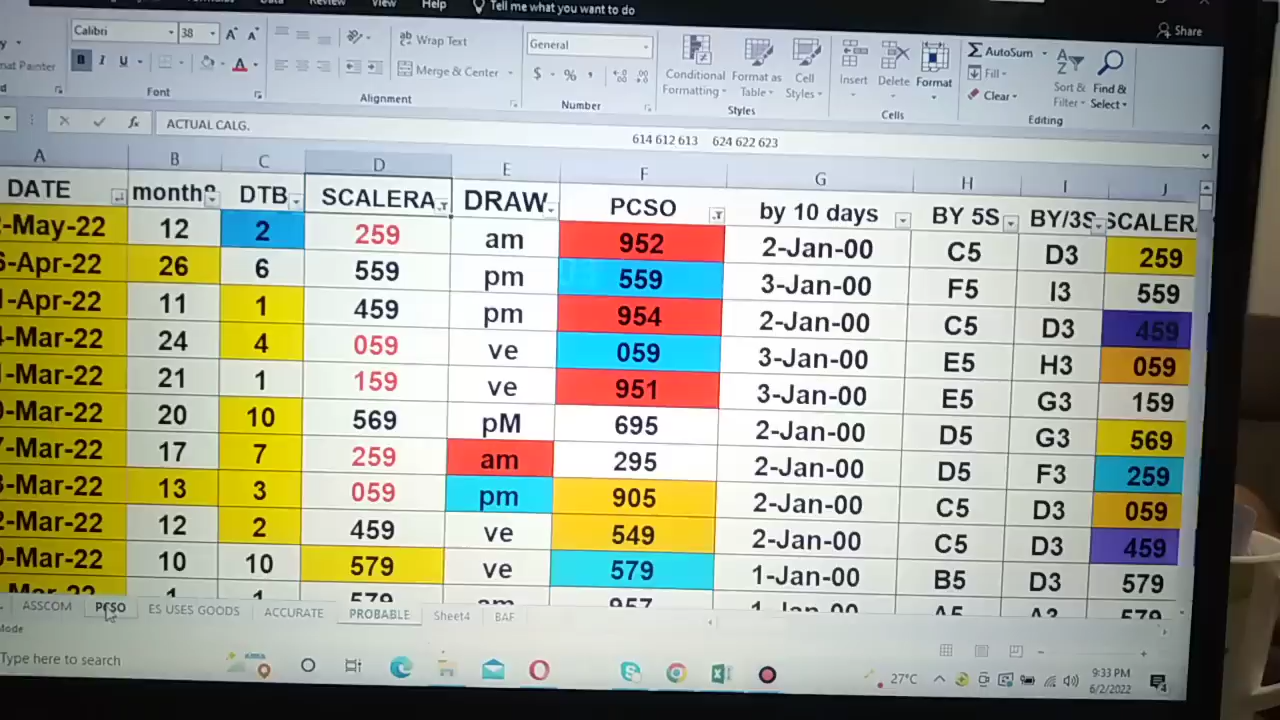 Review View Help Tell me what you want to do
Share
Calibri 38 Wrap Text General AutoSum
mat Painter B I U Merge & Center $ % , Conditional Formatting Format as Table Cell Styles Insert Delete Format Fill Clear Sort & Filter Find & Select
Font Alignment Number Styles Cells Editing
fx ACTUAL CALG. 614 612 613 624 622 623
A B C D E F G H I J
DATE DTB SCALERA DRAW PCSO by 10 days BY 5S BY/3S SCALER
-May-22 12 2 259 am 952 2-Jan-00 C5 D3 259
6-Apr-22 26 6 559 pm 559 3-Jan-00 F5 I3 559
-Apr-22 11 1 459 pm 954 2-Jan-00 C5 D3 459
-Mar-22 24 4 059 ve 059 3-Jan-00 E5 H3 059
-Mar-22 21 1 159 ve 951 3-Jan-00 E5 G3 159
-Mar-22 20 10 569 pM 695 2-Jan-00 D5 G3 569
-Mar-22 17 7 259 am 295 2-Jan-00 D5 F3 259
-Mar-22 13 3 059 pm 905 2-Jan-00 C5 D3 059
-Mar-22 12 2 459 ve 549 2-Jan-00 C5 D3 459
-Mar-22 10 10 579 ve 579 1-Jan-00 B5 D3 579
ASSCOM PCSO ES USES GOODS ACCURATE PROBABLE Sheet4 BAF
Type here to search 27°C 9:33 PM
6/2/2022